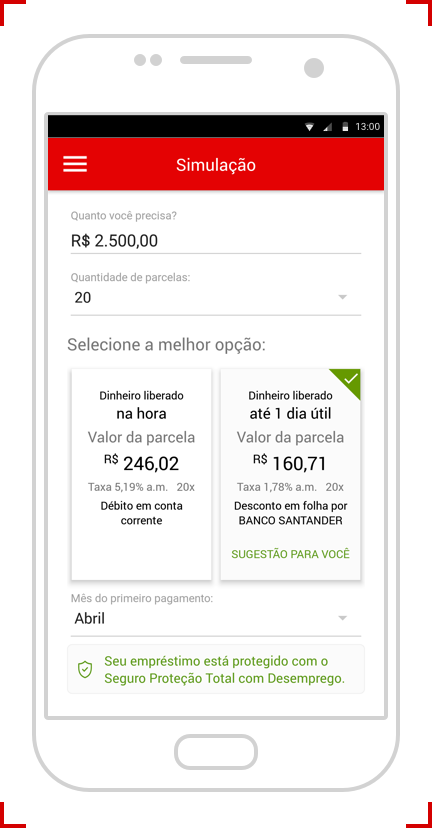 13:00
Simulação
Quanto você precisa?
R$ 2.500,00
Quantidade de parcelas:
20
Selecione a melhor opção:
Dinheiro liberado
na hora
Valor da parcela
R$ 246,02
Taxa 5,19% a.m. 20x
Débito em conta
corrente
Dinheiro liberado
até 1 dia útil
Valor da parcela
R$ 160,71
Taxa 1,78% a.m. 20x
Desconto em folha por
BANCO SANTANDER
SUGESTÃO PARA VOCÊ
Mês do primeiro pagamento:
Abril
Seu empréstimo está protegido com o
Seguro Proteção Total com Desemprego.